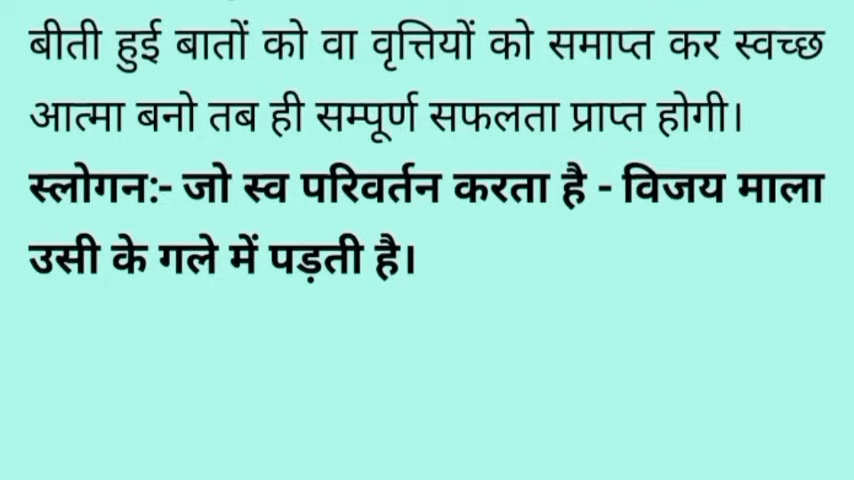 बीती हुई बातों को वा वृत्तियों को समाप्त कर स्वच्छ
आत्मा बनो तब ही सम्पूर्ण सफलता प्राप्त होगी।
स्लोगन:- जो स्व परिवर्तन करता है - विजय माला
उसी के गले में पड़ती है।